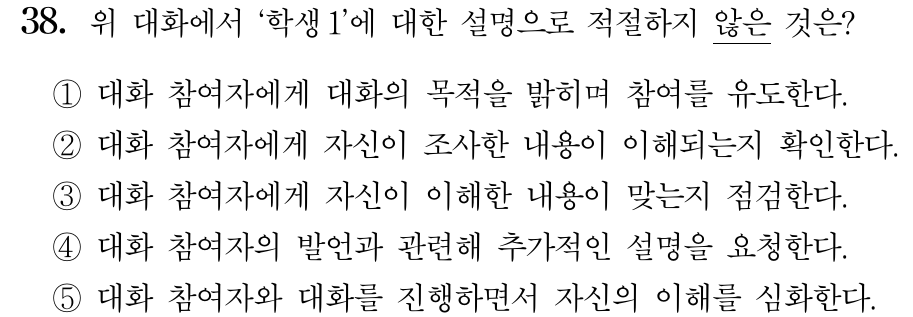 38. 위 대화에서 ‘학생 1’에 대한 설명으로 적절하지 않은 것은?
① 대화 참여자에게 대화의 목적을 밝히며 참여를 유도한다.
② 대화 참여자에게 자신이 조사한 내용이 이해되는지 확인한다.
③ 대화 참여자에게 자신이 이해한 내용이 맞는지 점검한다.
④ 대화 참여자의 발언과 관련해 추가적인 설명을 요청한다.
⑤ 대화 참여자와 대화를 진행하면서 자신의 이해를 심화한다.